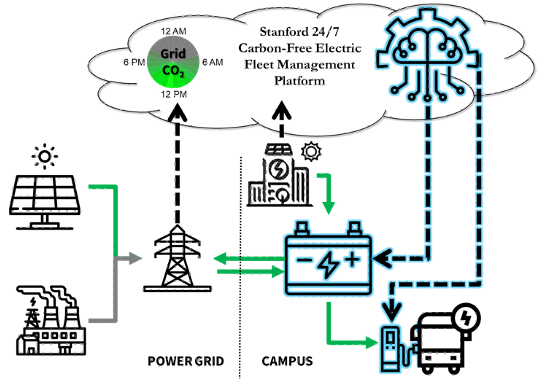 12 AM
Grid
CO₂
6 PM
6 AM
12 PM
Stanford 24/7
Carbon-Free Electric
Fleet Management
Platform
POWER GRID
CAMPUS